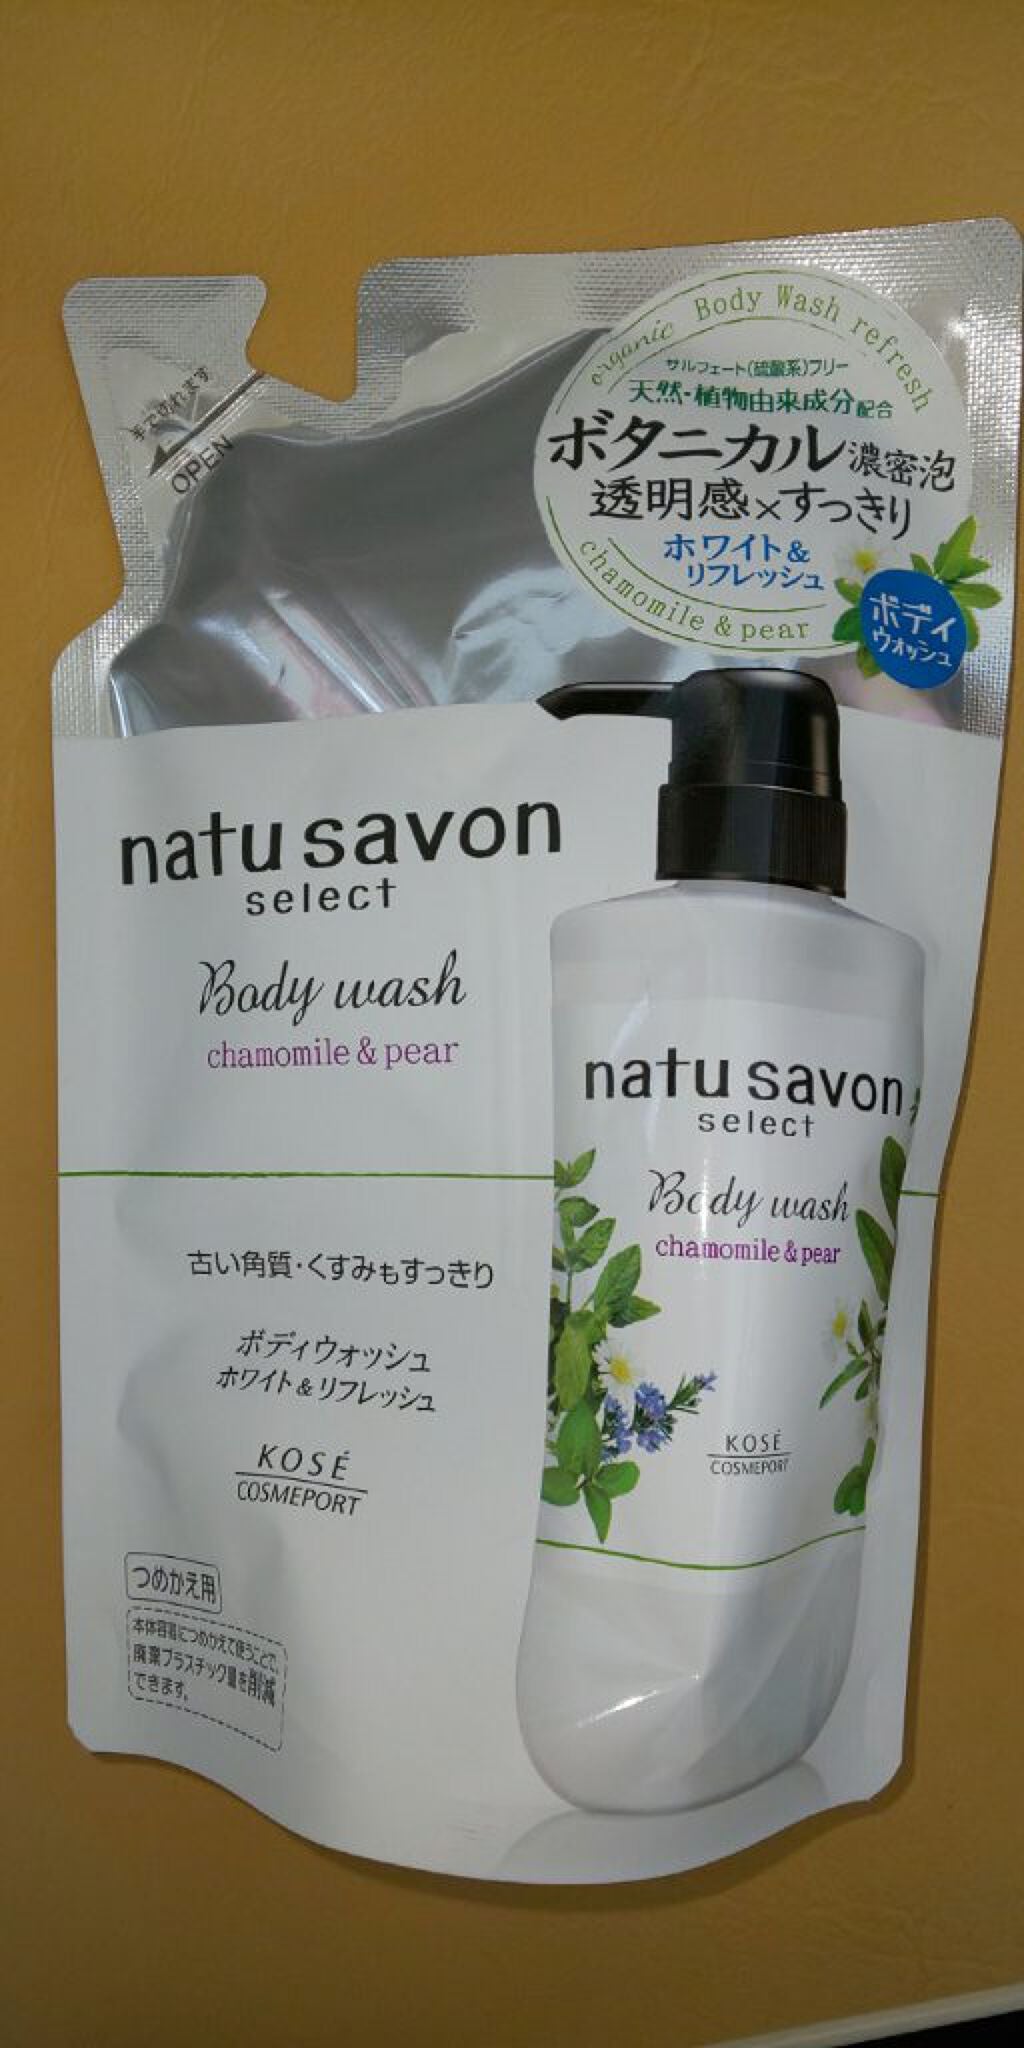 手で切れます
OPEN
organic Body Wash refresh
サルフェート(硫酸系)フリー
天然・植物由来成分配合
ボタニカル濃密泡
透明感×すっきり
ホワイト&
リフレッシュ
chamomile & pear
ボディ
ウォッシュ
natu savon
select
Body wash
chamomile & pear
古い角質・くすみもすっきり
ボディウォッシュ
ホワイト&リフレッシュ
KOSÉ
COSMEPORT
つめかえ用
本体容器につめかえて使うことで、
廃棄プラスチック量を削減
できます。
natu savon
select
Body wash
chamomile & pear
KOSÉ
COSMEPORT